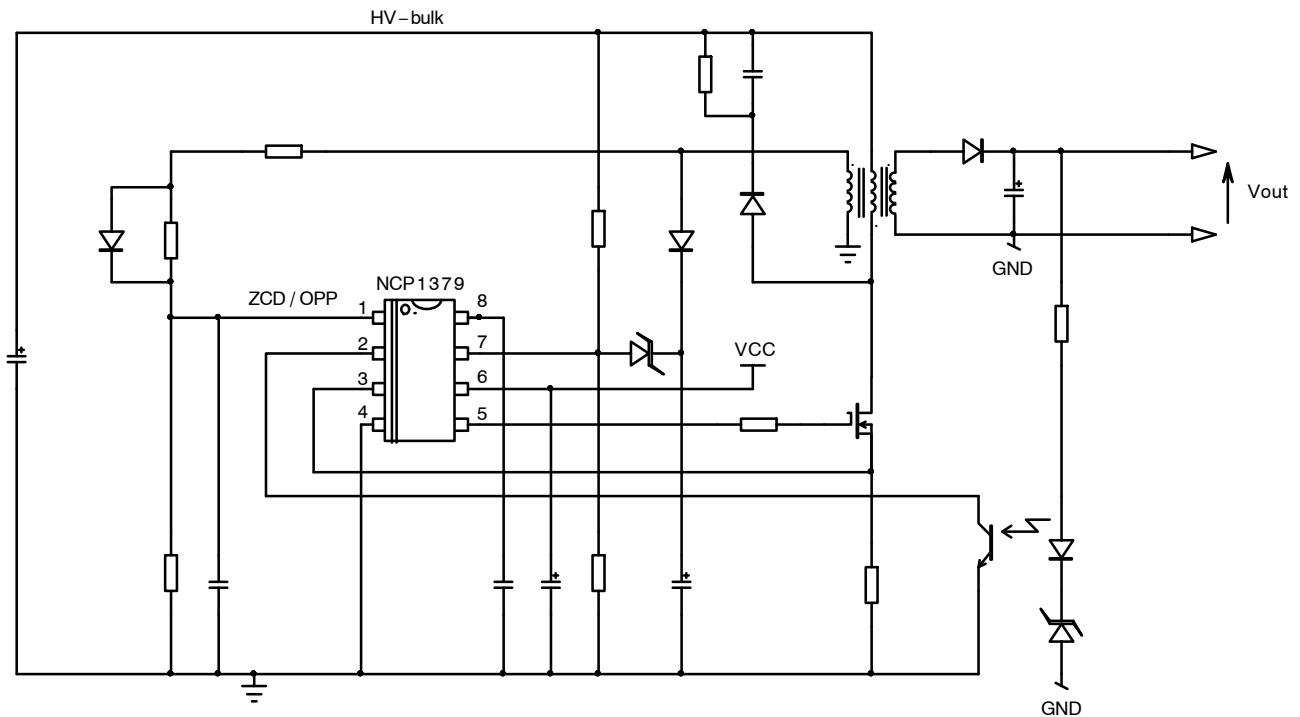 HV-bulk
Vout
GND
NCP1379
ZCD / OPP
1
8
2
7
VCC
3
6
4
5
GND